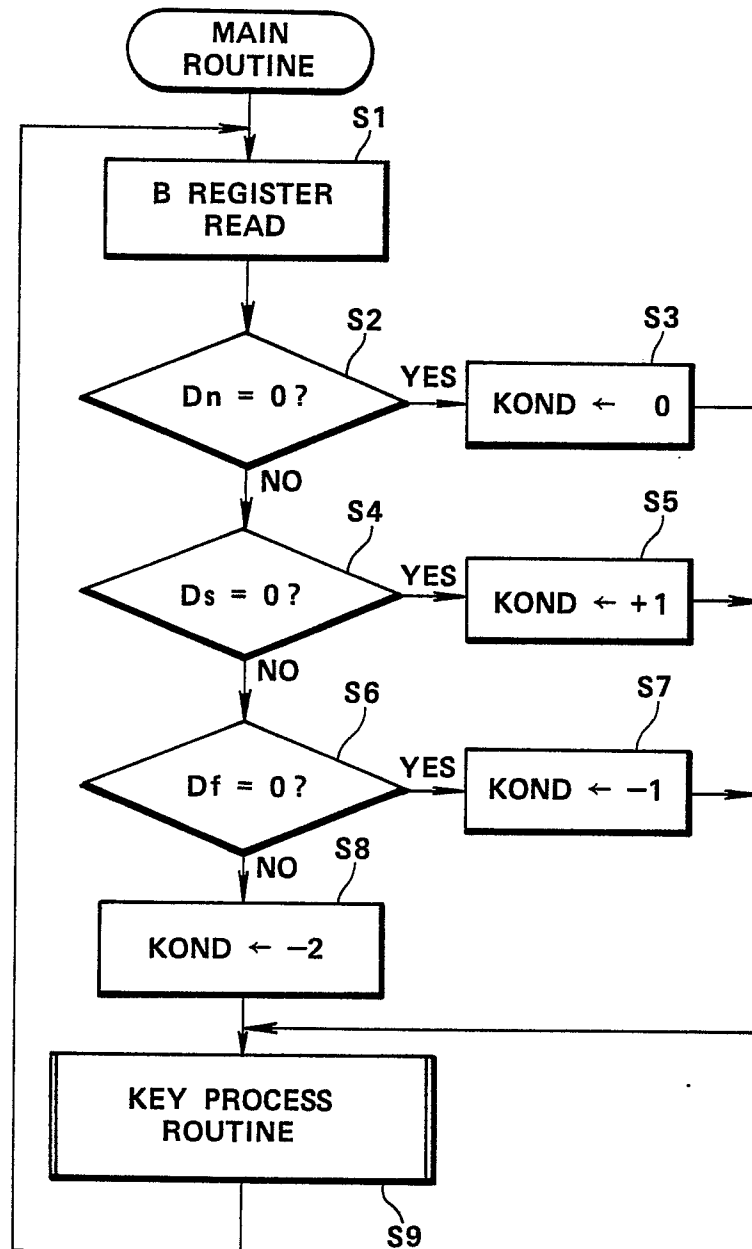 MAIN
ROUTINE
S1
B REGISTER
READ
S2
Dn = 0?
YES
S3
KOND ← 0
NO
S4
Ds = 0?
YES
S5
KOND ← +1
NO
S6
Df = 0?
YES
S7
KOND ← −1
NO
S8
KOND ← −2
KEY PROCESS
ROUTINE
S9